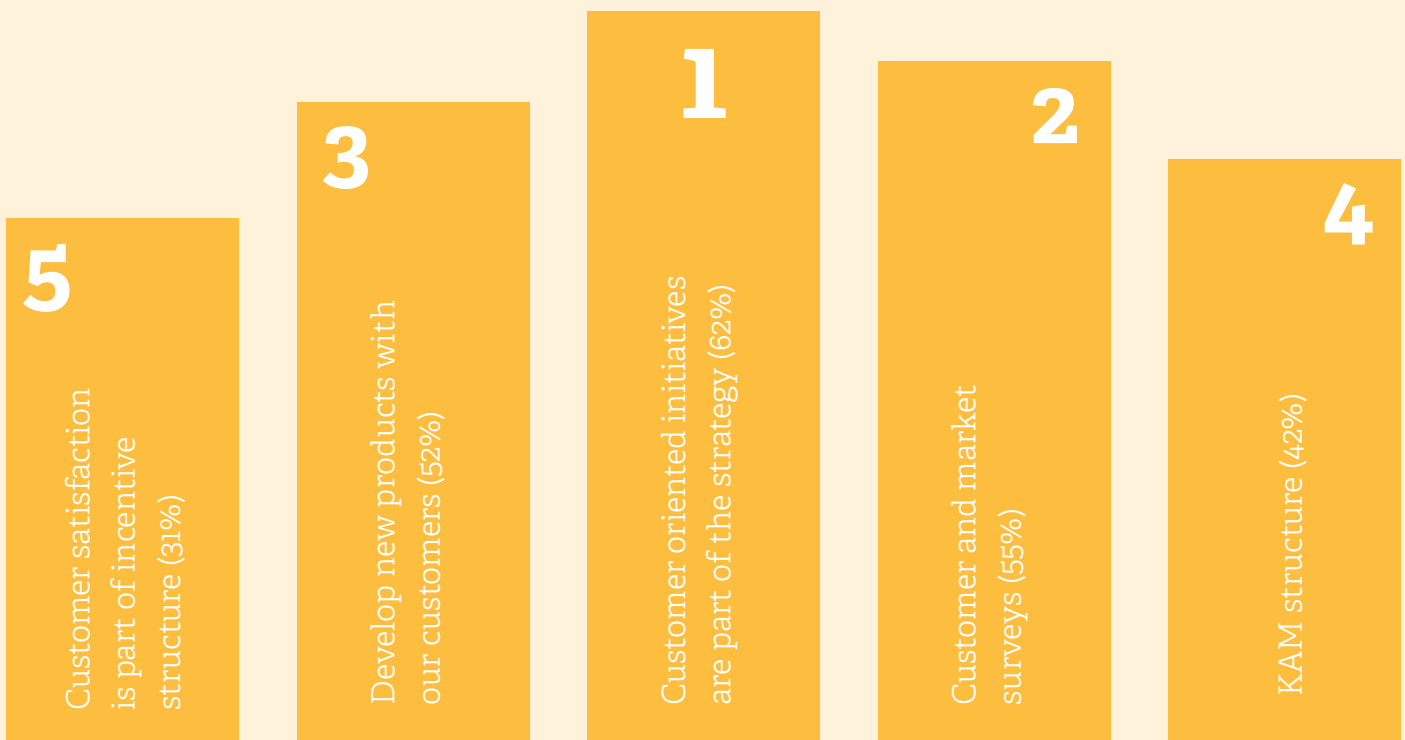 5
Customer satisfaction
is part of incentive
structure (31%)
3
Develop new products with
our customers (52%)
1
Customer oriented initiatives
are part of the strategy (62%)
2
Customer and market
surveys (55%)
4
KAM structure (42%)